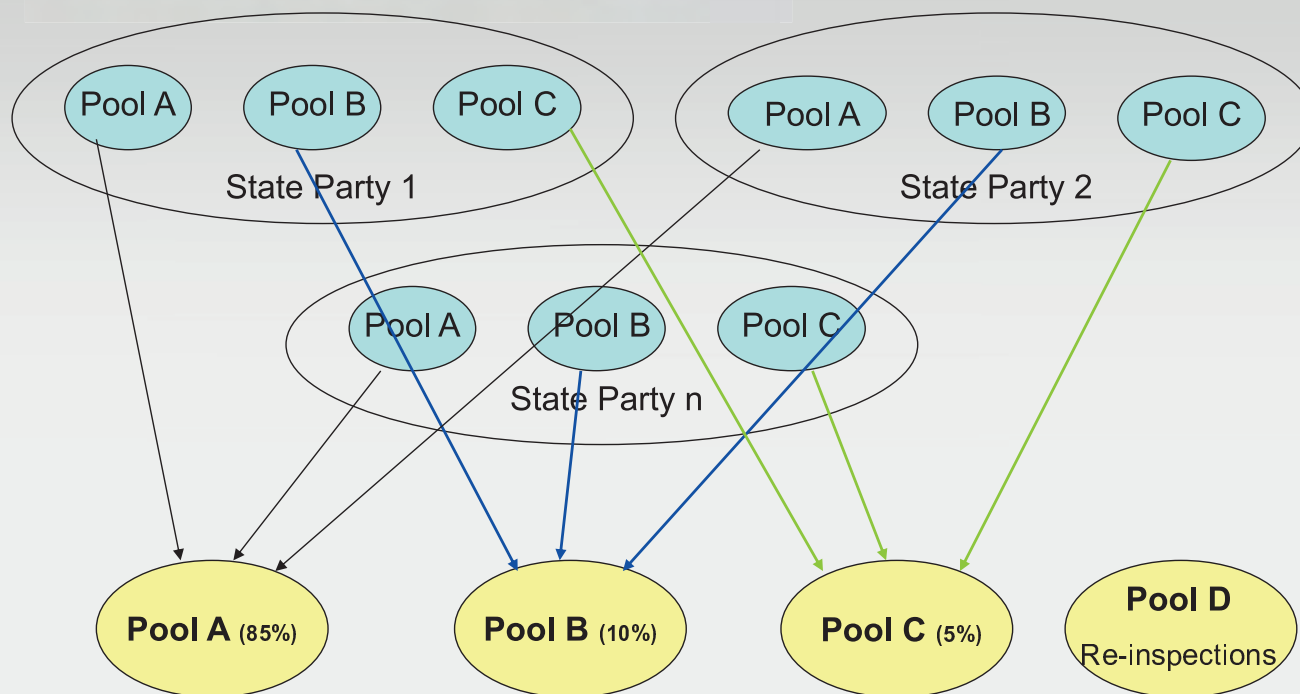 Pool A
Pool B
Pool C
State Party 1
Pool A
Pool B
Pool C
State Party 2
Pool A
Pool B
Pool C
State Party n
Pool A (85%)
Pool B (10%)
Pool C (5%)
Pool D
Re-inspections